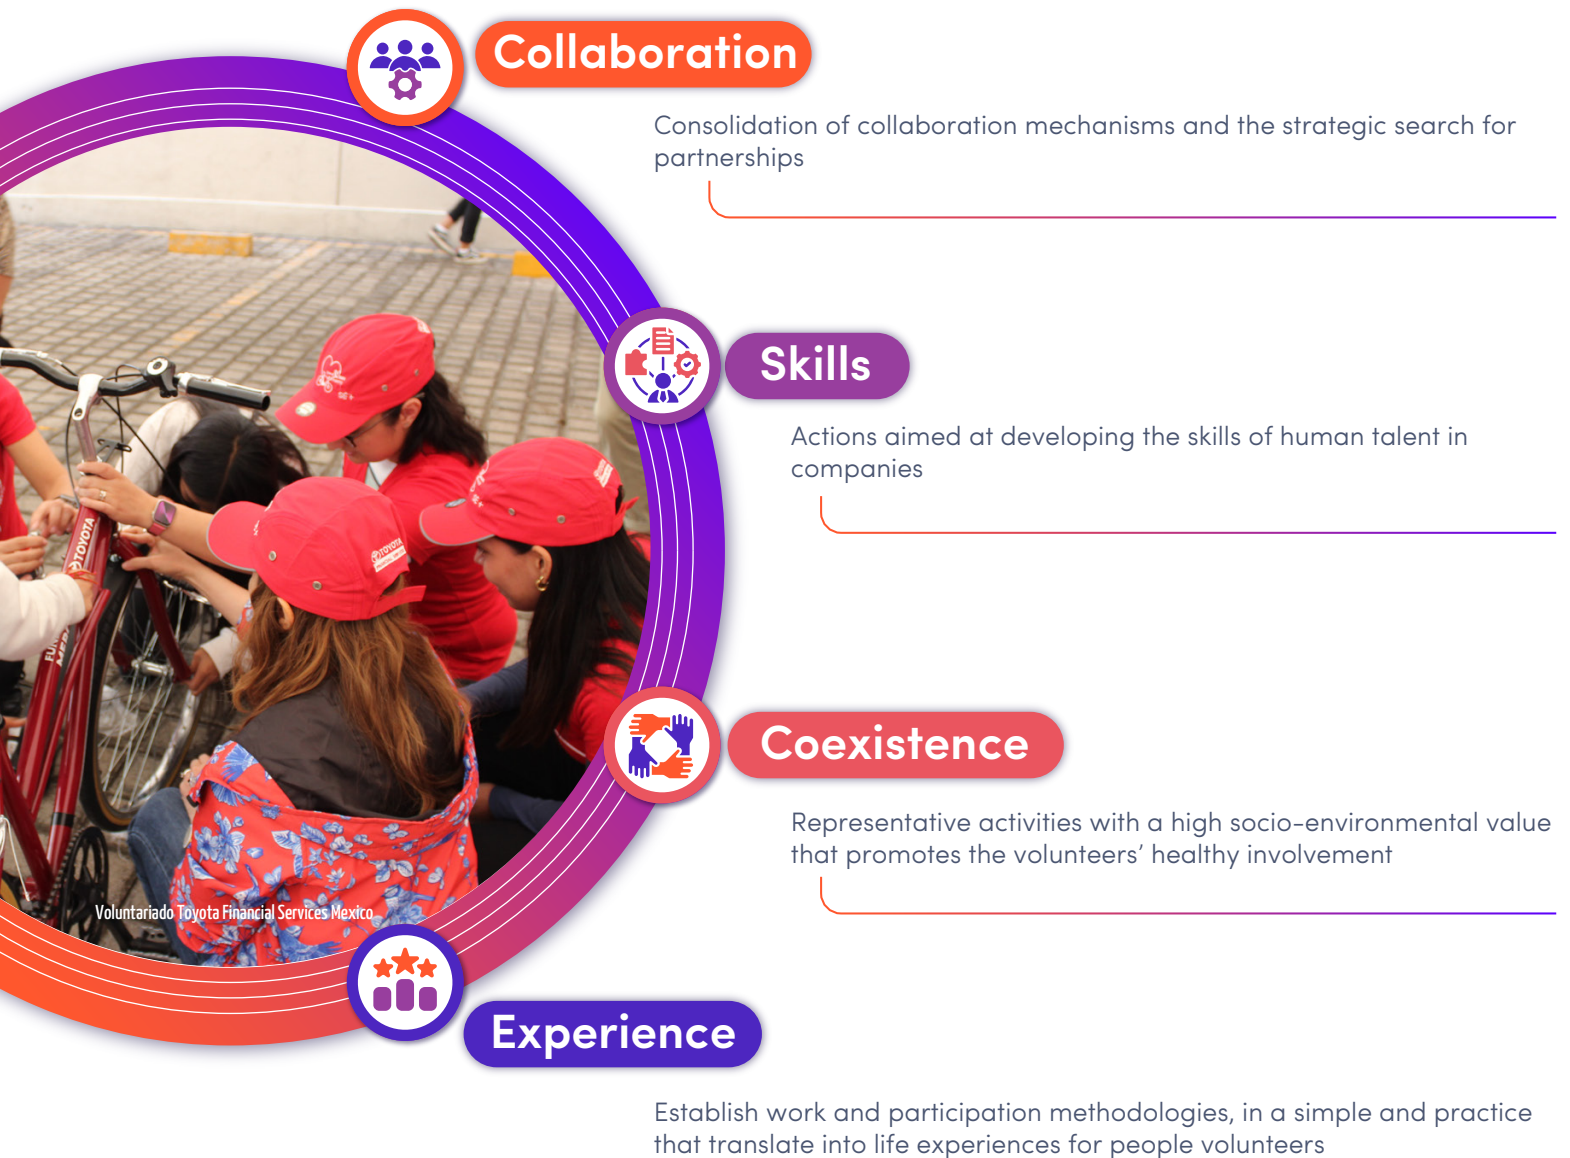 Collaboration
Consolidation of collaboration mechanisms and the strategic search for
partnerships
Skills
Actions aimed at developing the skills of human talent in
companies
Coexistence
Representative activities with a high socio-environmental value
that promotes the volunteers’ healthy involvement
Experience
Establish work and participation methodologies, in a simple and practice
that translate into life experiences for people volunteers
Voluntariado Toyota Financial Services Mexico
TOYOTA
TOYOTA